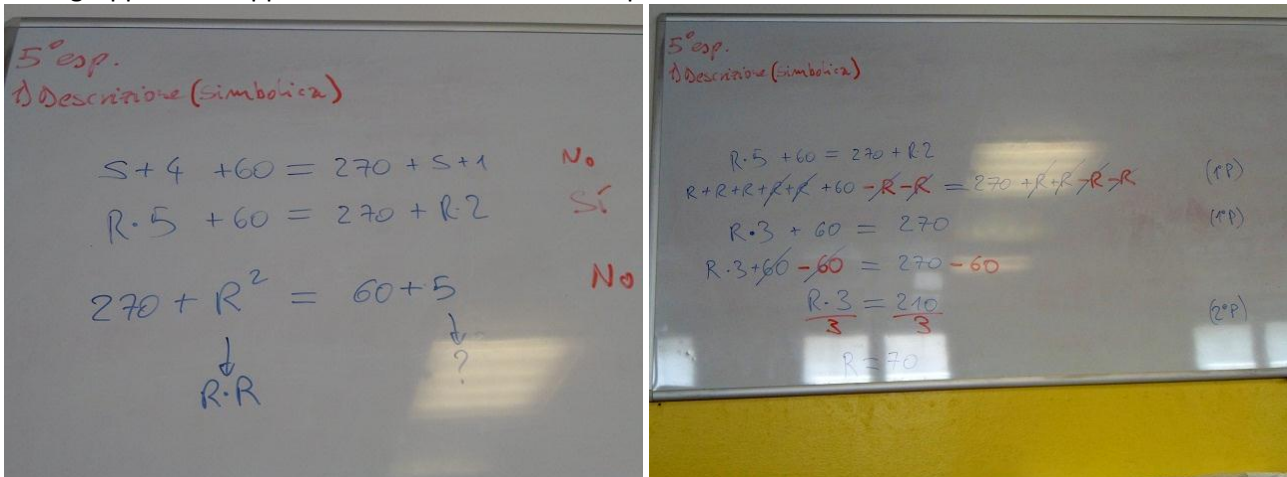 5° esp.
1) Descrizione (simbolica)
S+4 +60 = 270 + S+1 No
R·5 +60 = 270 + R·2 Sí
270 + R² = 60+5 No
?
R·R
5° esp.
1) Descrizione (simbolica)
R·5 +60 = 270 + R·2
R+R+R+R+R +60 -R-R = 270 +R+R -R-R (1°P)
R·3 + 60 = 270 (1°P)
R·3+60 -60 = 270 -60
R·3 = 210 (2°P)
3 3
R = 70